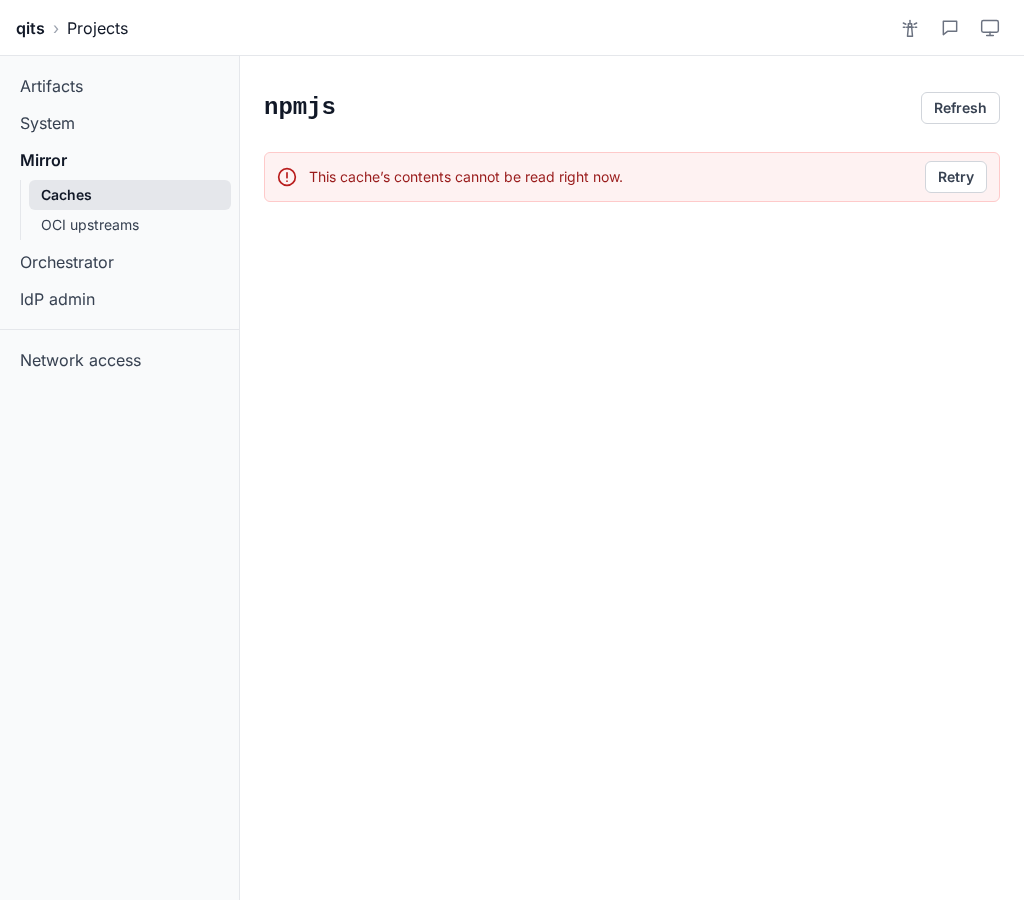 qits › Projects
Artifacts
System
Mirror
Caches
OCI upstreams
Orchestrator
IdP admin
Network access
npmjs
Refresh
This cache’s contents cannot be read right now.
Retry